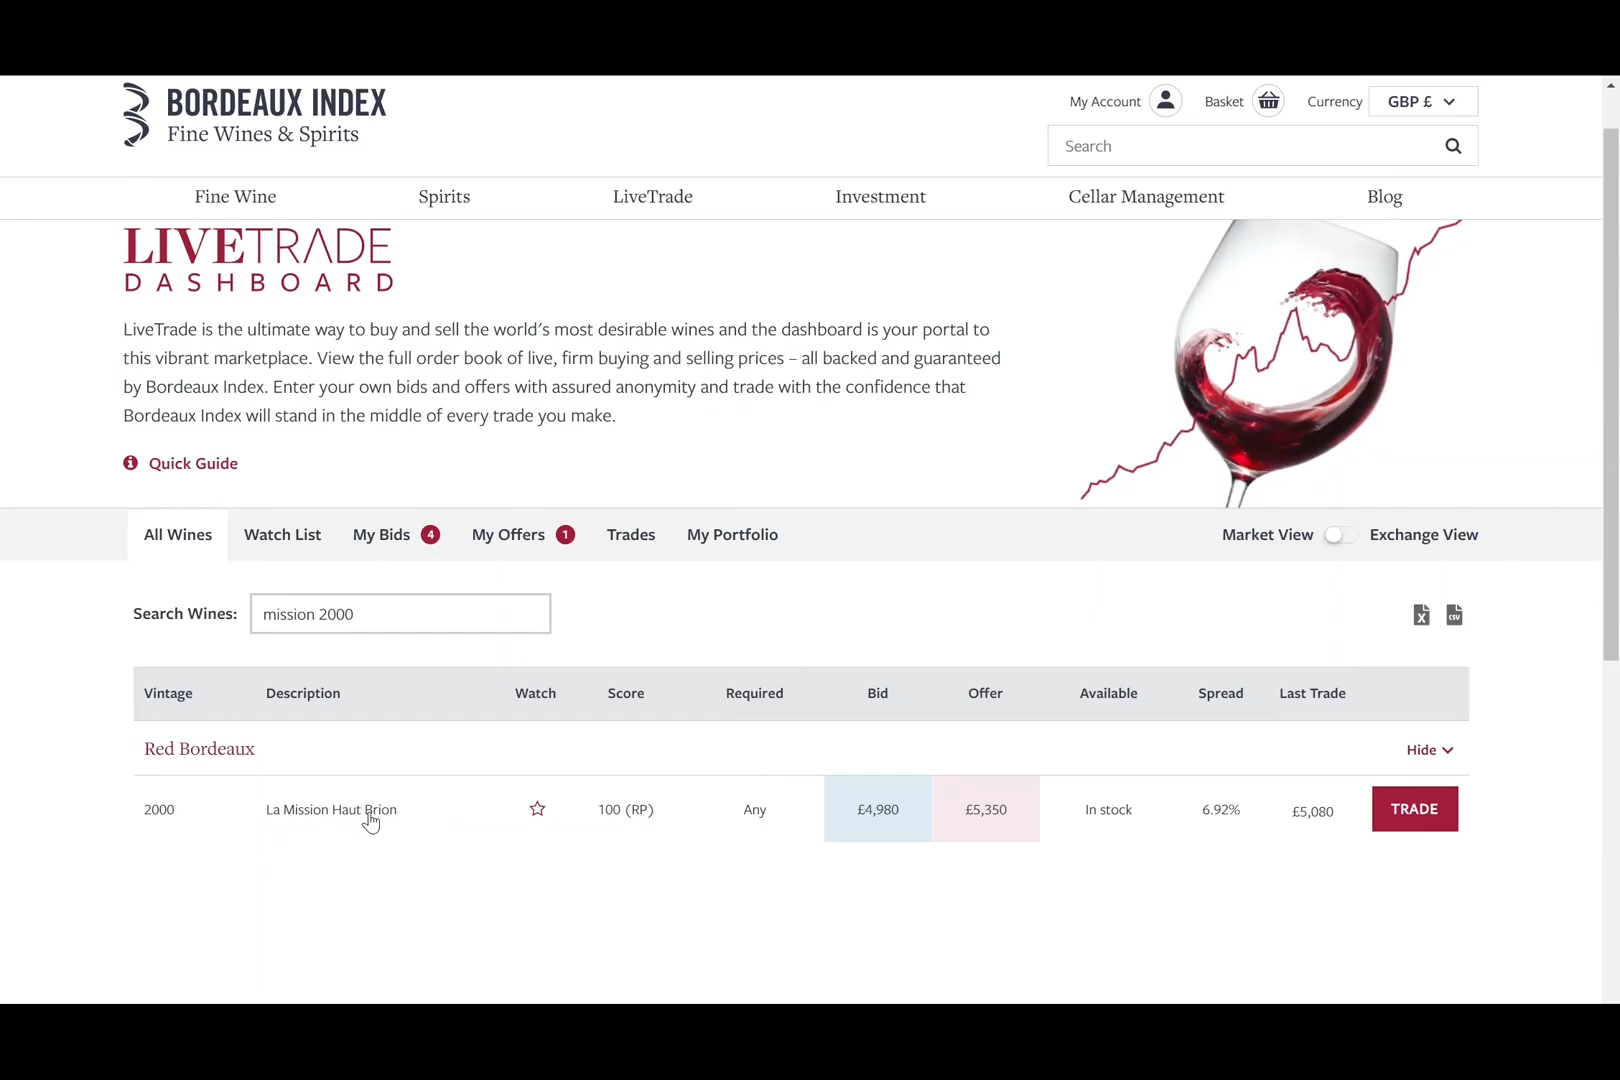 BORDEAUX INDEX
Fine Wines & Spirits
My Account
Basket
Currency
GBP £
Search
Fine Wine
Spirits
LiveTrade
Investment
Cellar Management
Blog
LIVETRADE
DASHBOARD
LiveTrade is the ultimate way to buy and sell the world's most desirable wines and the dashboard is your portal to
this vibrant marketplace. View the full order book of live, firm buying and selling prices – all backed and guaranteed
by Bordeaux Index. Enter your own bids and offers with assured anonymity and trade with the confidence that
Bordeaux Index will stand in the middle of every trade you make.
Quick Guide
All Wines
Watch List
My Bids 4
My Offers 1
Trades
My Portfolio
Market View
Exchange View
Search Wines:
mission 2000
X
CSV
Vintage
Description
Watch
Score
Required
Bid
Offer
Available
Spread
Last Trade
Red Bordeaux
Hide
2000
La Mission Haut Brion
100 (RP)
Any
£4,980
£5,350
In stock
6.92%
£5,080
TRADE